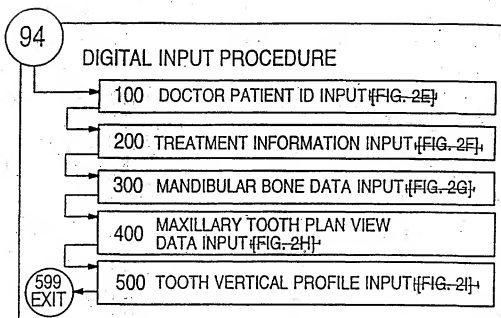 94
DIGITAL INPUT PROCEDURE
100 DOCTOR PATIENT ID INPUT [FIG. 2E]
200 TREATMENT INFORMATION INPUT [FIG. 2F]
300 MANDIBULAR BONE DATA INPUT [FIG. 2G]
400 MAXILLARY TOOTH PLAN VIEW
DATA INPUT [FIG. 2H]
500 TOOTH VERTICAL PROFILE INPUT [FIG. 2I]
599
EXIT